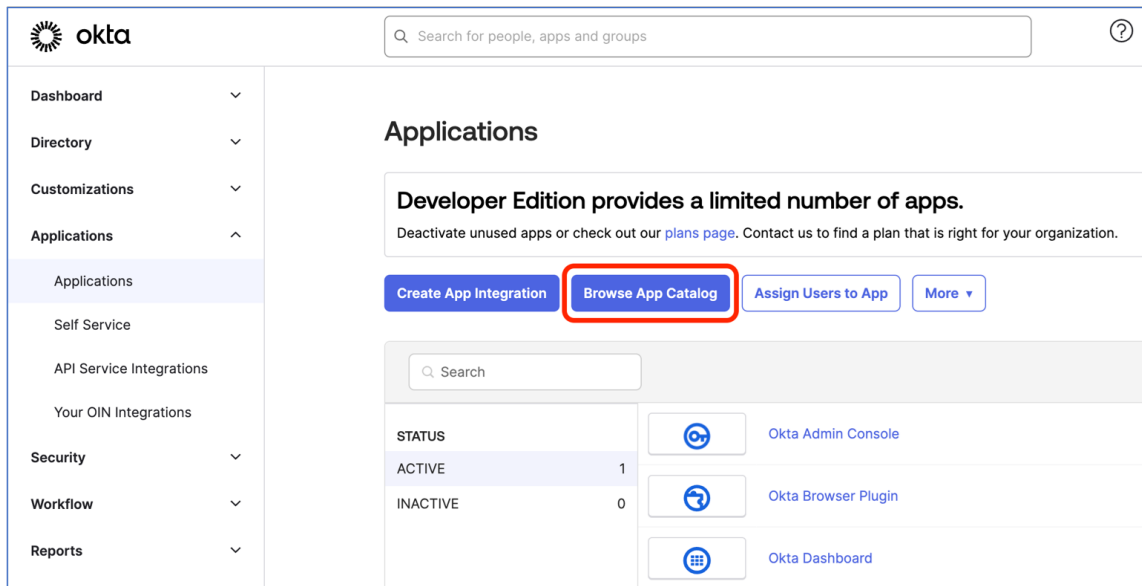 okta
Search for people, apps and groups
?
Dashboard
Directory
Customizations
Applications
Applications
Self Service
API Service Integrations
Your OIN Integrations
Security
Workflow
Reports
Applications
Developer Edition provides a limited number of apps.
Deactivate unused apps or check out our plans page. Contact us to find a plan that is right for your organization.
Create App Integration Browse App Catalog Assign Users to App More ▼
Search
STATUS
ACTIVE 1
INACTIVE 0
Okta Admin Console
Okta Browser Plugin
Okta Dashboard